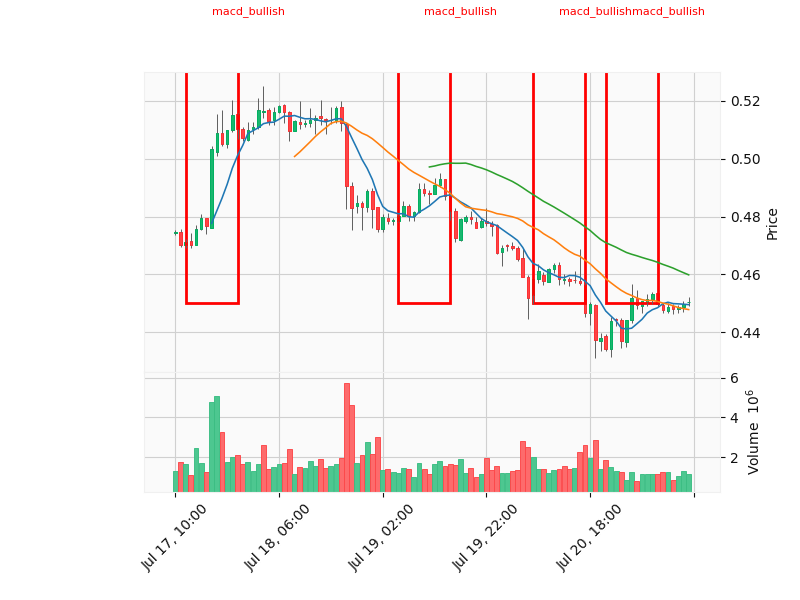 macd_bullish macd_bullish macd_bullish macd_bullish
0.52
0.50
0.48
0.46
0.44
Price
6
4
2
Volume 10^6
Jul 17, 10:00
Jul 18, 06:00
Jul 19, 02:00
Jul 19, 22:00
Jul 20, 18:00